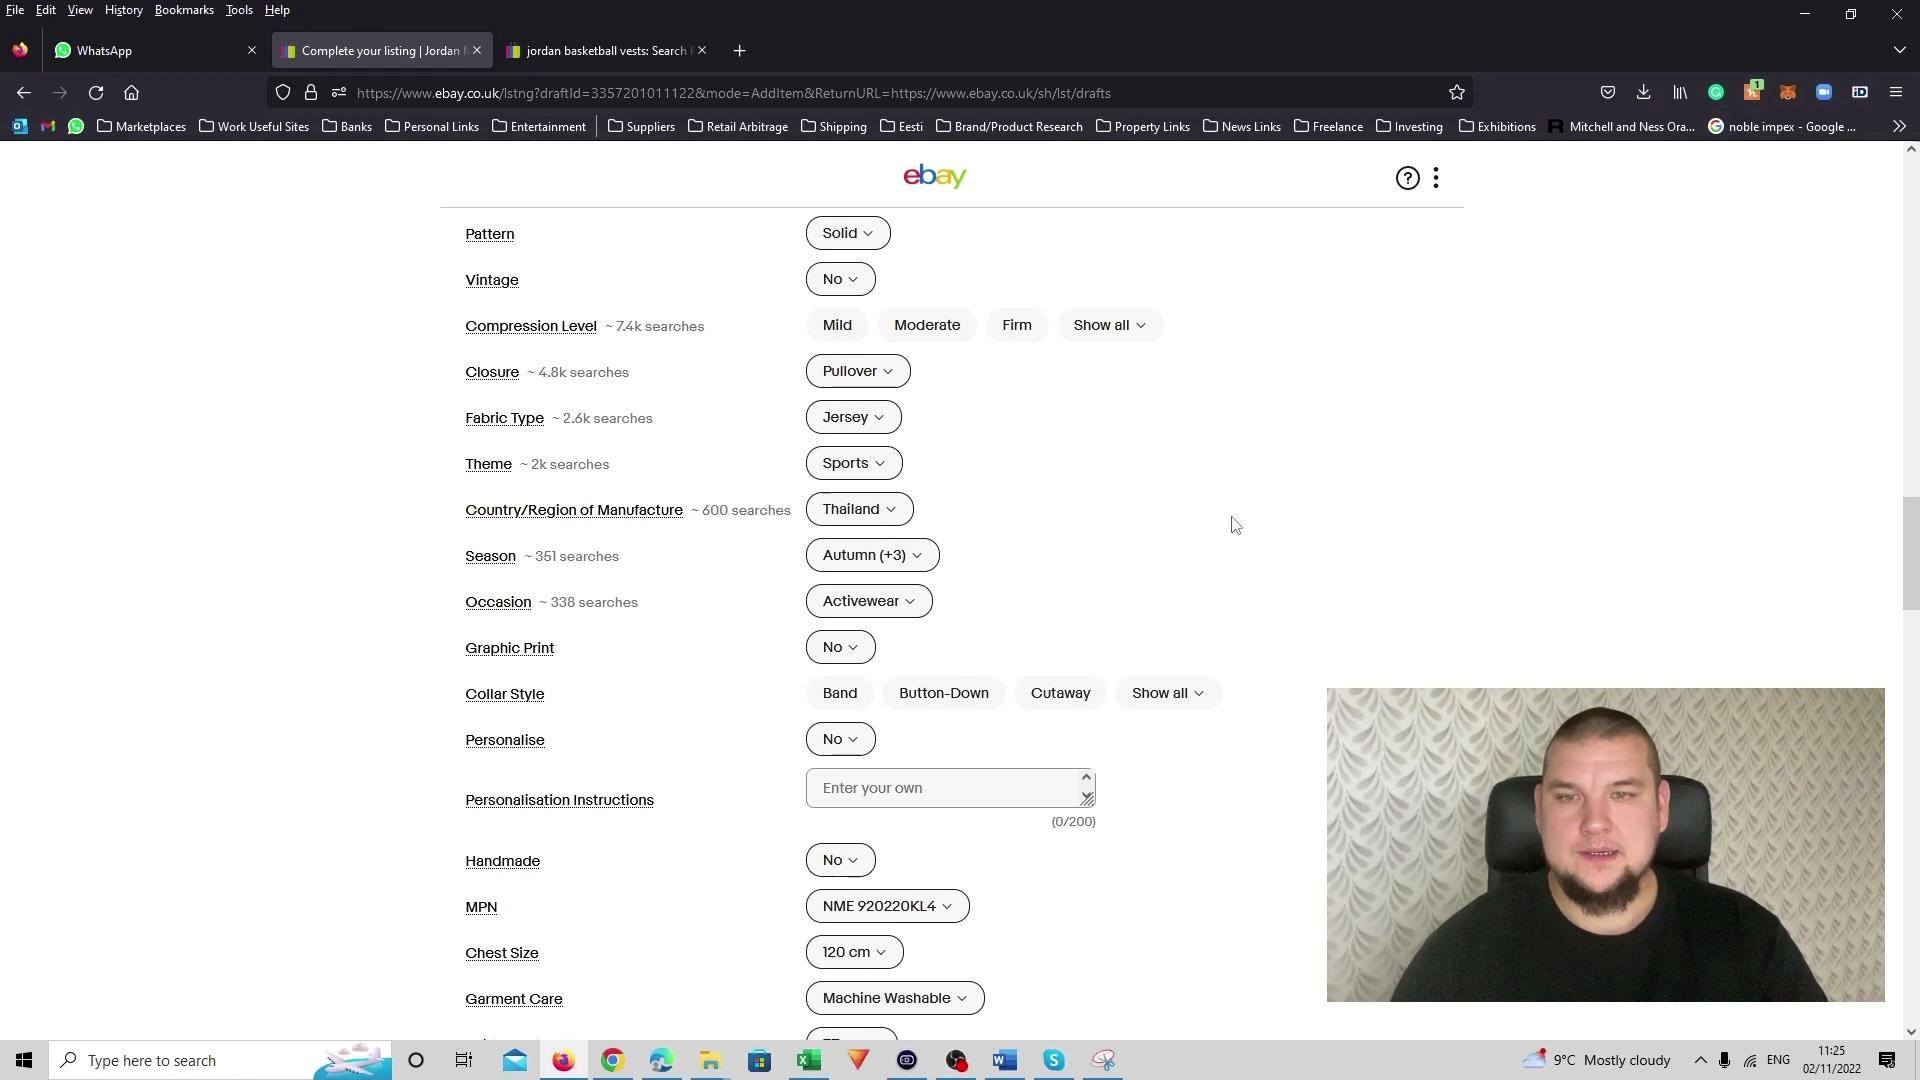 File Edit View History Bookmarks Tools Help
WhatsApp
Complete your listing | Jordan
jordan basketball vests: Search
https://www.ebay.co.uk/lstng?draftId=3357201011122&mode=AddItem&ReturnURL=https://www.ebay.co.uk/sh/lst/drafts
1
Marketplaces Work Useful Sites Banks Personal Links Entertainment Suppliers Retail Arbitrage Shipping Eesti Brand/Product Research Property Links News Links Freelance Investing Exhibitions Mitchell and Ness Ora... noble impex - Google ...
ebay
Pattern Solid
Vintage No
Compression Level ~ 7.4k searches Mild Moderate Firm Show all
Closure ~ 4.8k searches Pullover
Fabric Type ~ 2.6k searches Jersey
Theme ~ 2k searches Sports
Country/Region of Manufacture ~ 600 searches Thailand
Season ~ 351 searches Autumn (+3)
Occasion ~ 338 searches Activewear
Graphic Print No
Collar Style Band Button-Down Cutaway Show all
Personalise No
Personalisation Instructions Enter your own
(0/200)
Handmade No
MPN NME 920220KL4
Chest Size 120 cm
Garment Care Machine Washable
Type here to search
9°C Mostly cloudy
ENG
11:25
02/11/2022